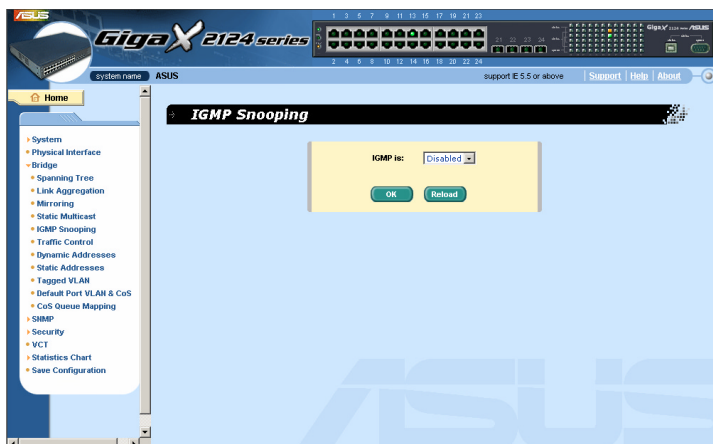 ASUS
GigaX 2124 series
1 3 5 7 9 11 13 15 17 19 21 23
21 22 23 24
GigaX 2124 series ASUS
2 4 6 8 10 12 14 16 18 20 22 24
system name ASUS
support IE 5.5 or above
Support | Help | About
Home
IGMP Snooping
IGMP is: Disabled
OK Reload
System
Physical Interface
Bridge
Spanning Tree
Link Aggregation
Mirroring
Static Multicast
IGMP Snooping
Traffic Control
Dynamic Addresses
Static Addresses
Tagged VLAN
Default Port VLAN & CoS
CoS Queue Mapping
SNMP
Security
VCT
Statistics Chart
Save Configuration
ASUS